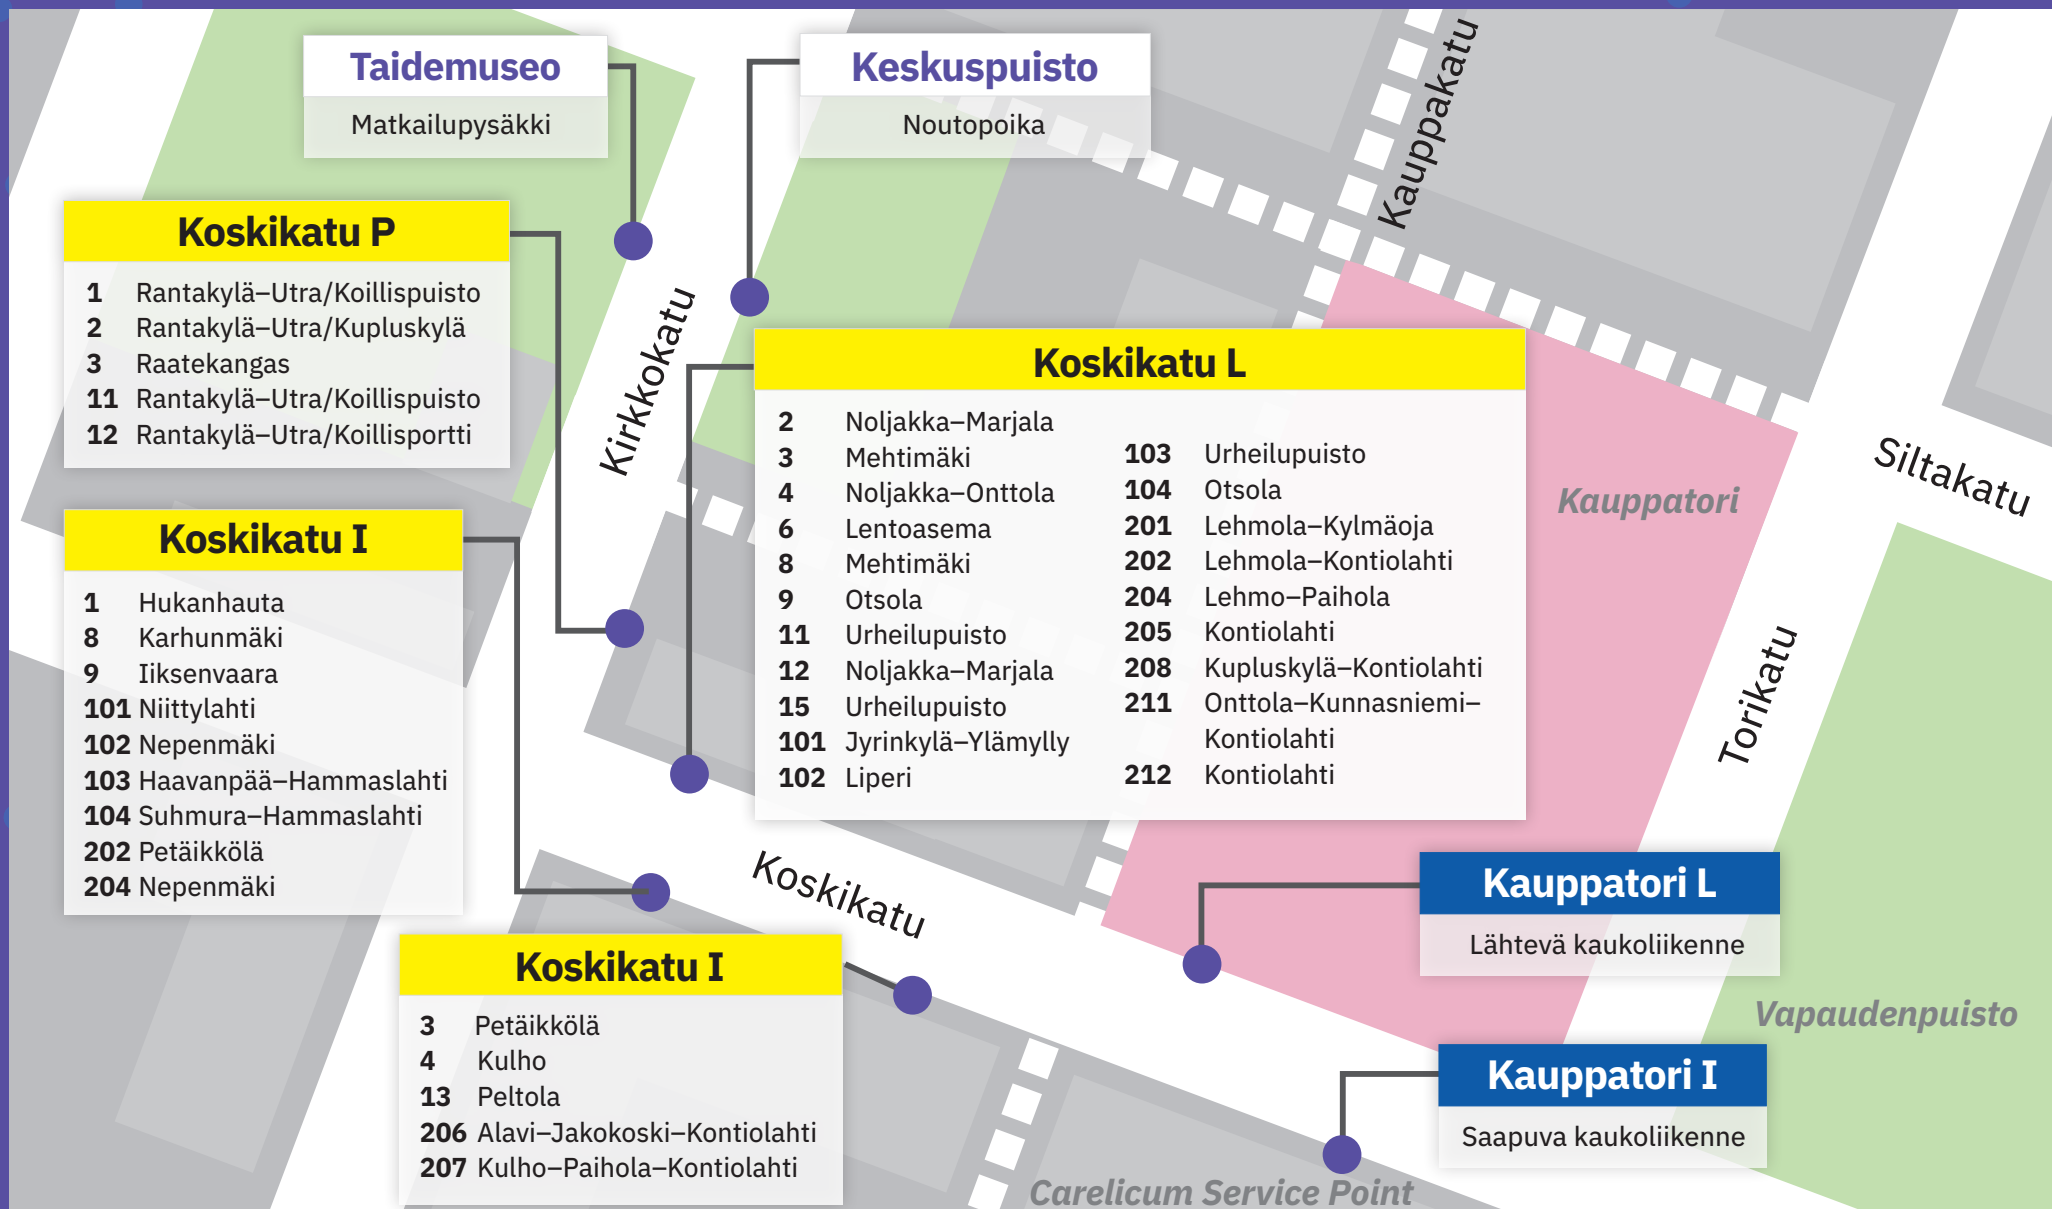 Taidemuseo
Matkailupysäkki
Keskuspuisto
Noutopoika
Kauppakatu
Koskikatu P
1 Rantakylä–Utra/Koillispuisto
2 Rantakylä–Utra/Kupluskylä
3 Raatekangas
11 Rantakylä–Utra/Koillispuisto
12 Rantakylä–Utra/Koillisportti
Kirkkokatu
Koskikatu L
2 Noljakka–Marjala
3 Mehtimäki
4 Noljakka–Onttola
6 Lentoasema
8 Mehtimäki
9 Otsola
11 Urheilupuisto
12 Noljakka–Marjala
15 Urheilupuisto
101 Jyrinkylä–Ylämylly
102 Liperi
103 Urheilupuisto
104 Otsola
201 Lehmola–Kylmäoja
202 Lehmola–Kontiolahti
204 Lehmo–Paihola
205 Kontiolahti
208 Kupluskylä–Kontiolahti
211 Onttola–Kunnasniemi–
Kontiolahti
212 Kontiolahti
Kauppatori
Siltakatu
Torikatu
Koskikatu I
1 Hukanhauta
8 Karhunmäki
9 Iiksenvaara
101 Niittylahti
102 Nepenmäki
103 Haavanpää–Hammaslahti
104 Suhmura–Hammaslahti
202 Petäikkölä
204 Nepenmäki
Koskikatu
Koskikatu I
3 Petäikkölä
4 Kulho
13 Peltola
206 Alavi–Jakokoski–Kontiolahti
207 Kulho–Paihola–Kontiolahti
Kauppatori L
Lähtevä kaukoliikenne
Vapaudenpuisto
Kauppatori I
Saapuva kaukoliikenne
Carelicum Service Point